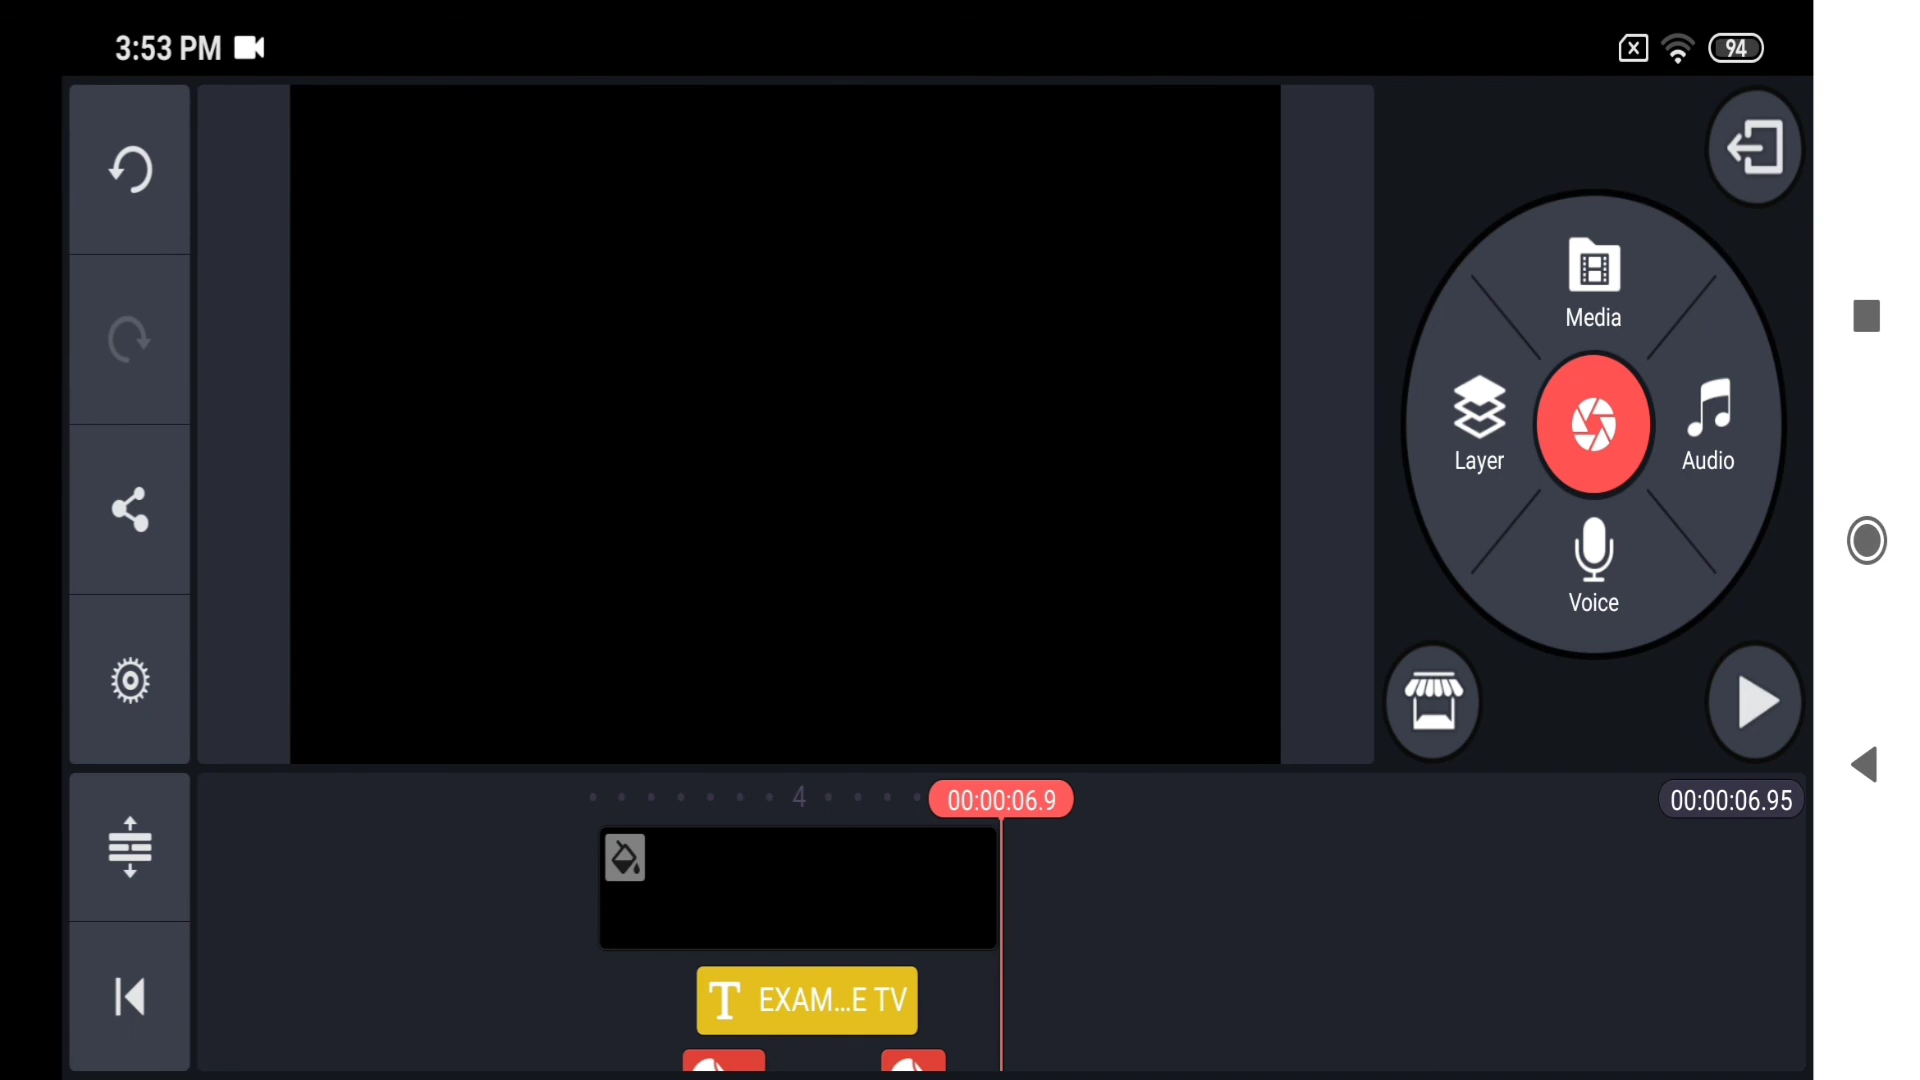 3:53 PM
94
Media
Layer
Audio
Voice
4
00:00:06.9
00:00:06.95
T EXAM...E TV